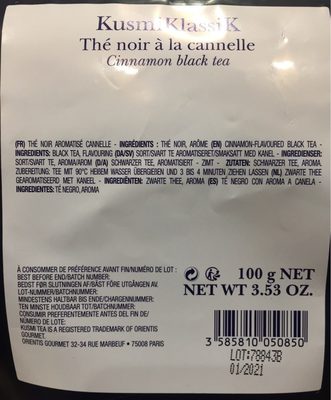 Kusmi KlassiK
Thé noir à la cannelle
Cinnamon black tea
(FR) THÉ NOIR AROMATISÉ CANNELLE - INGRÉDIENTS : THÉ NOIR, ARÔME (EN) CINNAMON-FLAVOURED BLACK TEA -
INGREDIENTS: BLACK TEA, FLAVOURING (DA/SV) SORT/SVART TE AROMATISERET/SMAKSATT MED KANEL - INGREDIENSER:
SORT/SVART TE, AROMA/AROM (D/A) SCHWARZER TEE, AROMATISIERT - ZIMT - ZUTATEN: SCHWARZER TEE, AROMA.
ZUBEREITUNG: TEE MIT 90°C HEIBEM WASSER ÜBERGIEBEN UND 3 BIS 4 MINUTEN ZIEHEN LASSEN (NL) ZWARTE THEE
GEAROMATISEERD MET KANEEL - INGREDIËNTEN: ZWARTE THEE, AROMA (ES) TÉ NEGRO CON AROMA A CANELA -
INGREDIENTES: TÉ NEGRO, AROMA
À CONSOMMER DE PRÉFÉRENCE AVANT FIN/NUMÉRO DE LOT :
BEST BEFORE END/BATCH NUMBER:
BEDST FØR SLUTNINGEN AF/BÄST FÖRE UTGÅNGEN AV.
LOT-NUMMER/BATCHNUMMER:
MINDESTENS HALTBAR BIS ENDE/CHARGENNUMMER:
TEN MINSTE HOUDBAAR TOT/BATCHNUMMER:
CONSUMIR PREFERENTEMENTE ANTES DEL FIN DE/
NÚMERO DE LOTE:
KUSMI TEA IS A REGISTERED TRADEMARK OF ORIENTIS
GOURMET.
ORIENTIS GOURMET 32-34 RUE MARBEUF • 75008 PARIS
100 g NET
NET WT 3.53 OZ.
3 585810 050850
LOT:78843B
01/2021